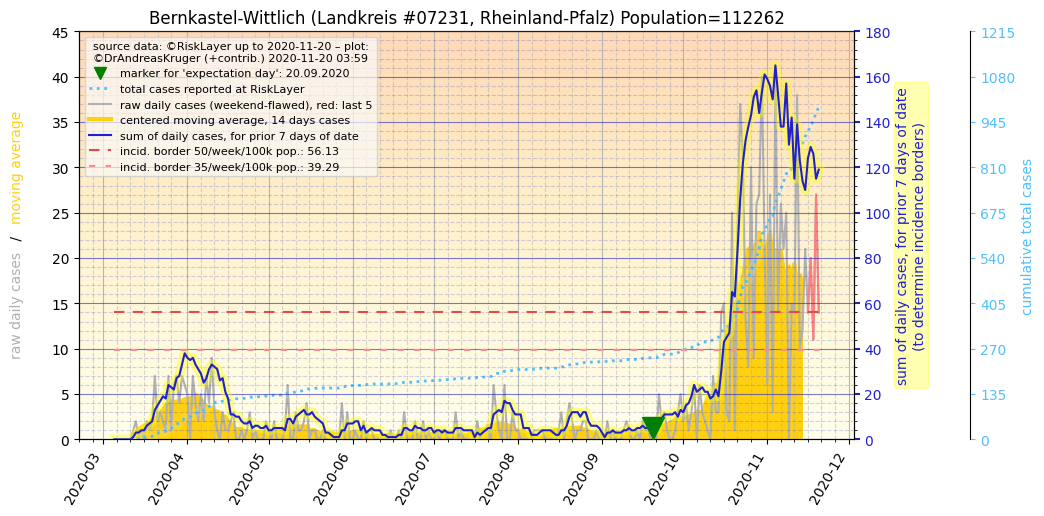 Bernkastel-Wittlich (Landkreis #07231, Rheinland-Pfalz) Population=112262
source data: ©RiskLayer up to 2020-11-20 – plot:
©DrAndreasKruger (+contrib.) 2020-11-20 03:59
marker for 'expectation day': 20.09.2020
total cases reported at RiskLayer
raw daily cases (weekend-flawed), red: last 5
centered moving average, 14 days cases
sum of daily cases, for prior 7 days of date
incid. border 50/week/100k pop.: 56.13
incid. border 35/week/100k pop.: 39.29
raw daily cases / moving average
45
40
35
30
25
20
15
10
5
0
180
160
140
120
100
80
60
40
20
0
sum of daily cases, for prior 7 days of date
(to determine incidence borders)
1215
1080
945
810
675
540
405
270
135
0
cumulative total cases
2020-03
2020-04
2020-05
2020-06
2020-07
2020-08
2020-09
2020-10
2020-11
2020-12